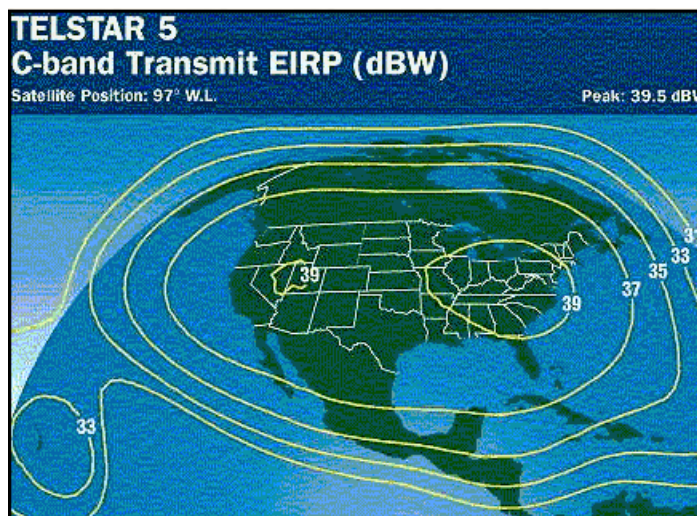 TELSTAR 5
C-band Transmit EIRP (dBW)
Satellite Position: 97° W.L.
Peak: 39.5 dBW
31
33
35
37
39
39
33